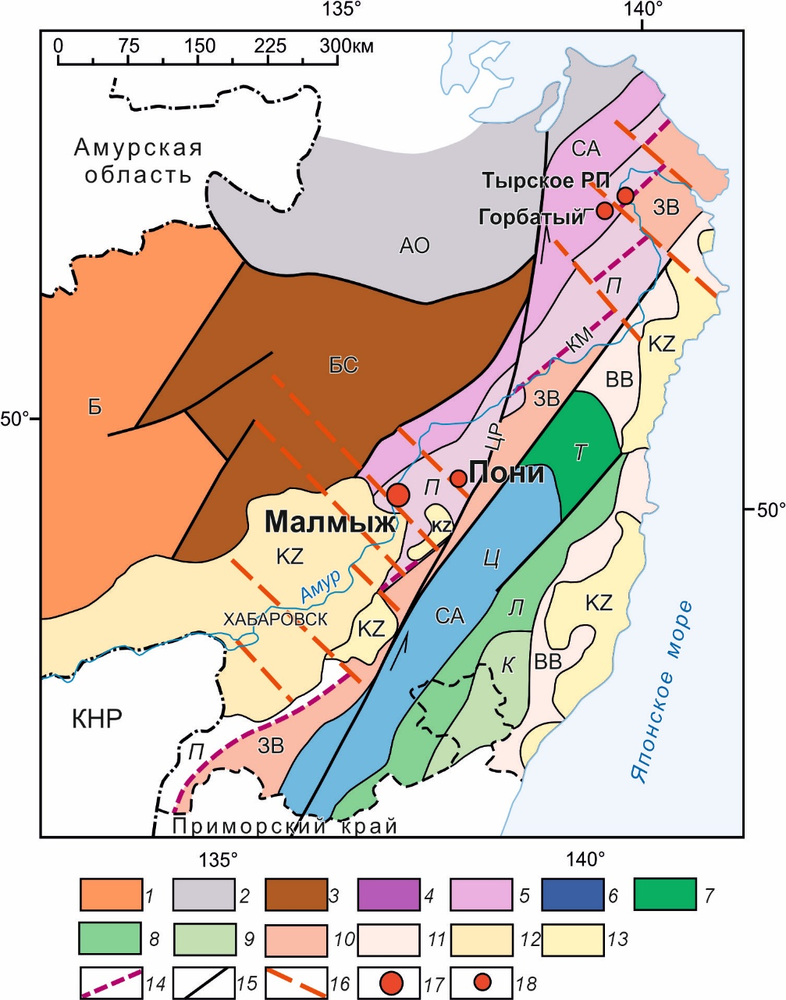 135°
140°
0 75 150 225 300км
Амурская
область
СА
Тырское РП
Горбатый
ЗВ
АО
П
КМ
KZ
БС
ВВ
Б
50°
ЗВ
ЦР
Т
Пони
П
Малмыж
KZ
50°
KZ
Ц
Амур
KZ
Л
СА
ХАБАРОВСК
KZ
К
ВВ
КНР
ЗВ
П
Японское море
Приморский край
135°
140°
1 2 3 4 5 6 7
8 9 10 11 12 13
14 15 16 17 18